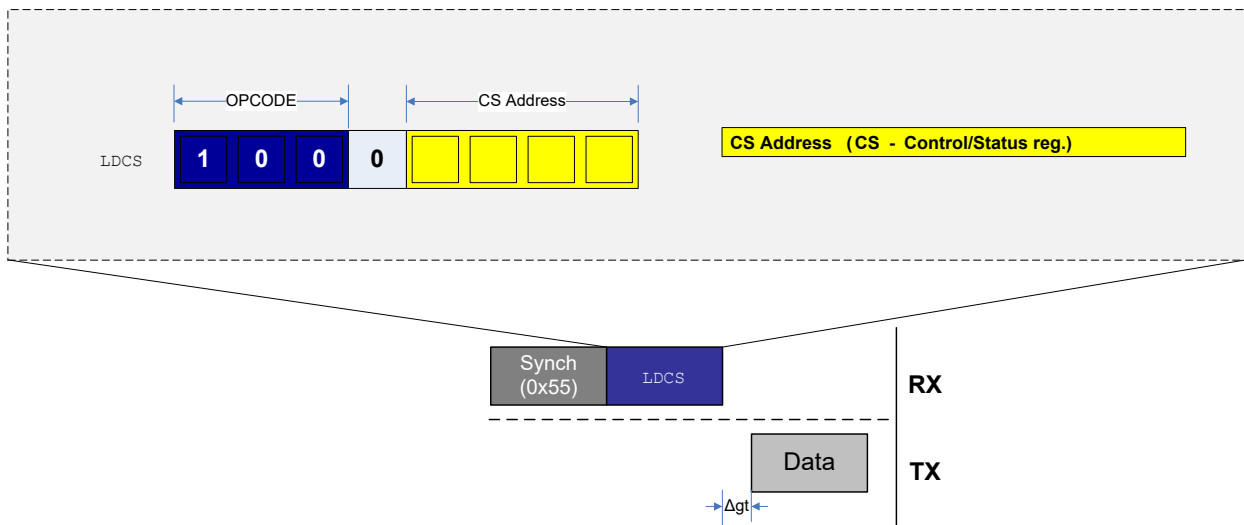 OPCODE
CS Address
LDCS
1 0 0 0
CS Address (CS - Control/Status reg.)
Synch
(0x55)
LDCS
RX
Data
TX
Δgt